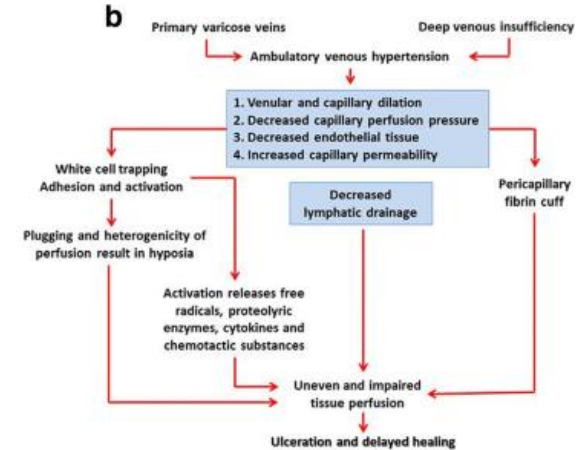 b
Primary varicose veins
Deep venous insufficiency
Ambulatory venous hypertension
1. Venular and capillary dilation
2. Decreased capillary perfusion pressure
3. Decreased endothelial tissue
4. Increased capillary permeability
White cell trapping
Adhesion and activation
Decreased
lymphatic drainage
Pericapillary
fibrin cuff
Plugging and heterogenicity of
perfusion result in hyposia
Activation releases free
radicals, proteolyric
enzymes, cytokines and
chemotactic substances
Uneven and impaired
tissue perfusion
Ulceration and delayed healing